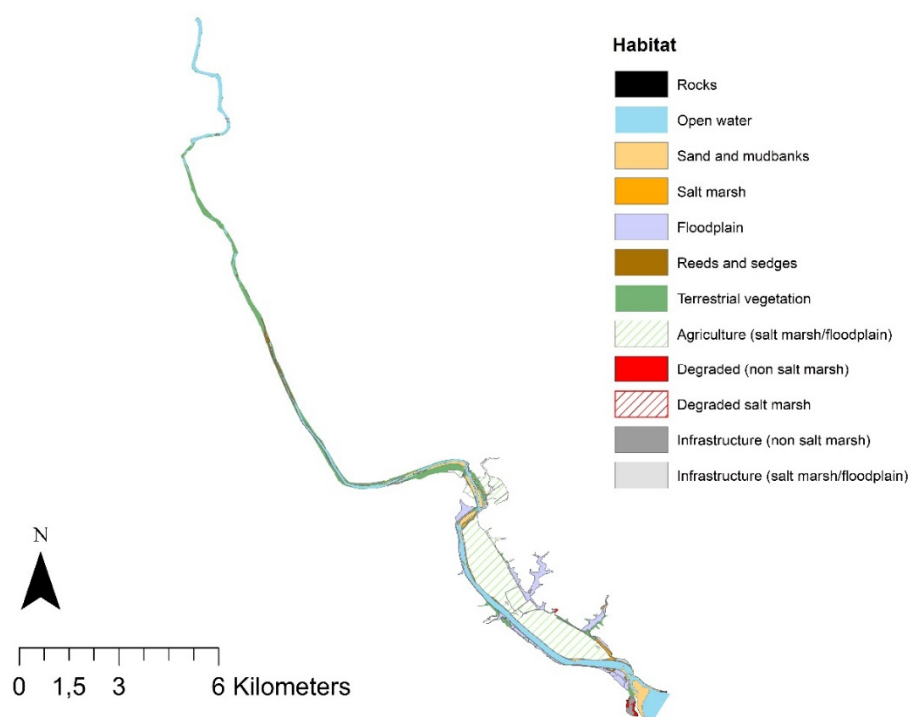 Habitat
Rocks
Open water
Sand and mudbanks
Salt marsh
Floodplain
Reeds and sedges
Terrestrial vegetation
Agriculture (salt marsh/floodplain)
Degraded (non salt marsh)
Degraded salt marsh
Infrastructure (non salt marsh)
Infrastructure (salt marsh/floodplain)
N
0 1,5 3 6 Kilometers